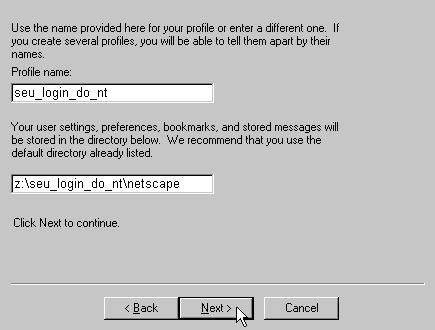 Use the name provided here for your profile or enter a different one.  If
you create several profiles, you will be able to tell them apart by their
names.
Profile name:
seu_login_do_nt
Your user settings, preferences, bookmarks, and stored messages will
be stored in the directory below.  We recommend that you use the
default directory already listed.
z:\seu_login_do_nt\netscape
Click Next to continue.
< Back
Next >
Cancel